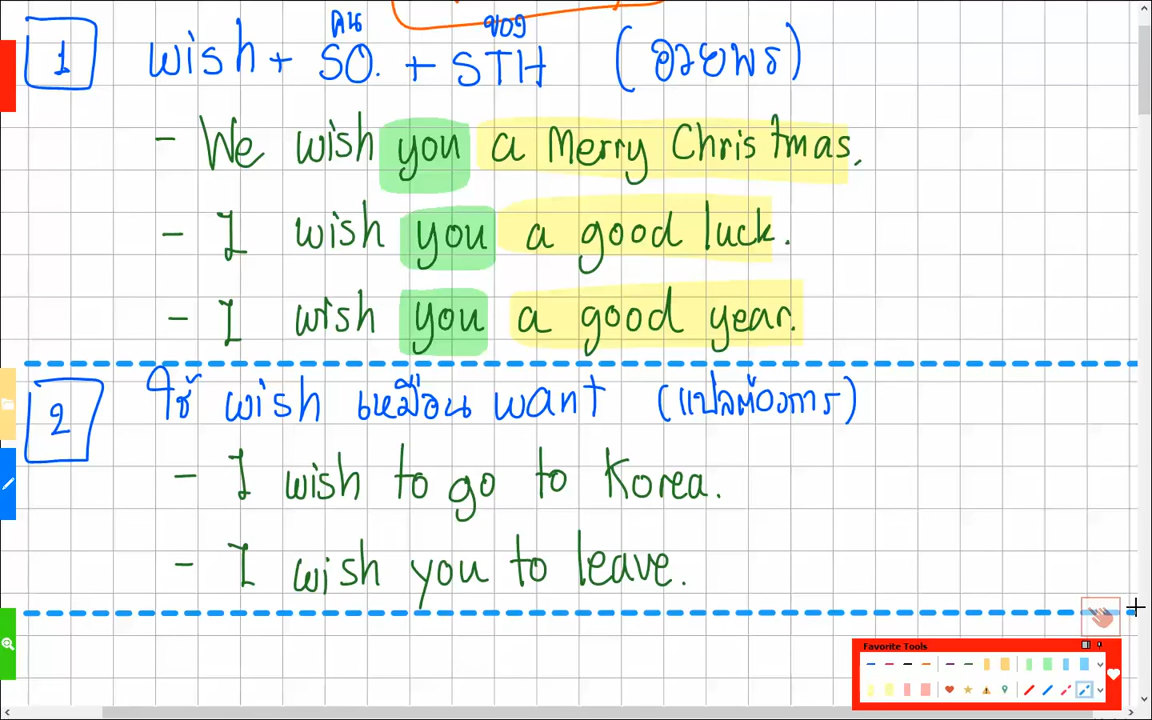 คน ของ
1 wish + SO. + STH (อวยพร)
- We wish you a Merry Christmas.
- I wish you a good luck.
- I wish you a good year.
2 ใช้ wish เหมือน want (แปลต้องการ)
- I wish to go to Korea.
- I wish you to leave.
Favorite Tools